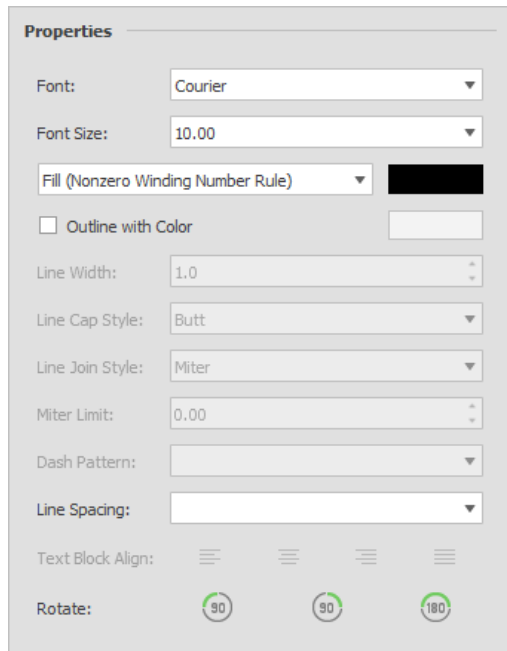 Properties
Font: Courier
Font Size: 10.00
Fill (Nonzero Winding Number Rule)
Outline with Color
Line Width: 1.0
Line Cap Style: Butt
Line Join Style: Miter
Miter Limit: 0.00
Dash Pattern:
Line Spacing:
Text Block Align:
Rotate: 90 90 180